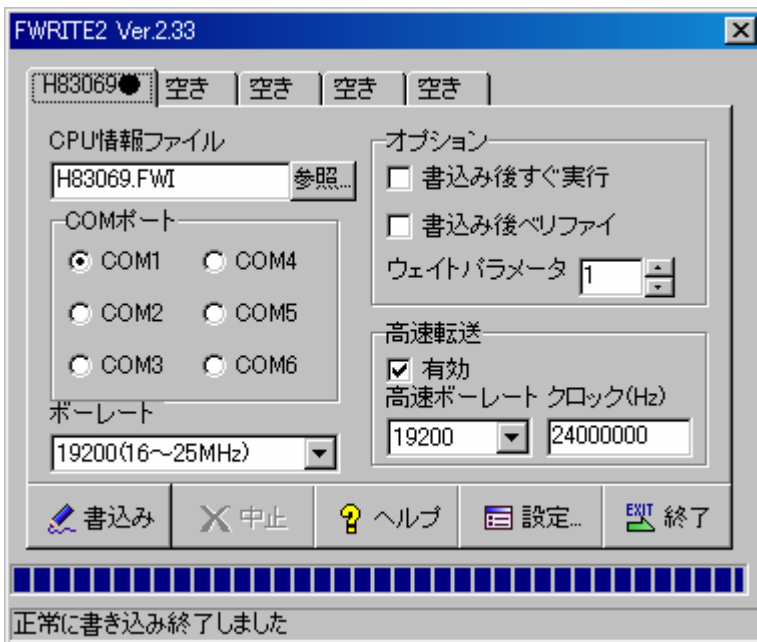 FWRITE2 Ver.2.33
H83069● 空き 空き 空き 空き
CPU情報ファイル
H83069.FWI 参照...
COMポート
COM1 COM4
COM2 COM5
COM3 COM6
ボーレート
19200(16～25MHz)
オプション
書込み後すぐ実行
書込み後ベリファイ
ウェイトパラメータ 1
高速転送
有効
高速ボーレート クロック(Hz)
19200 24000000
書込み 中止 ヘルプ 設定... EXIT 終了
正常に書き込み終了しました